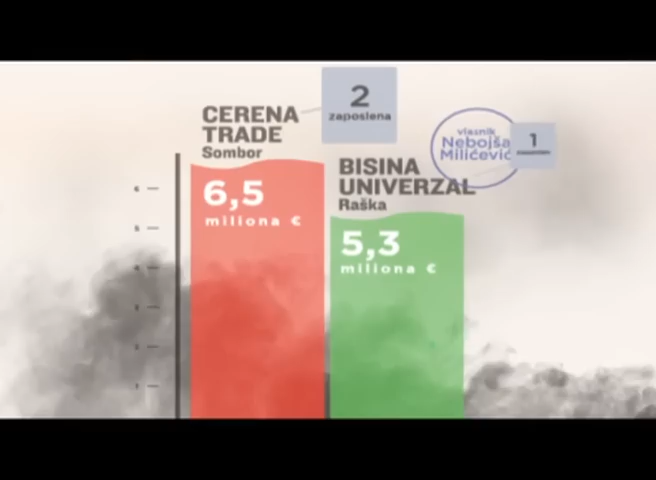 2
zaposlena
CERENA
TRADE
Sombor
6,5
miliona €
vlasnik
Nebojša
Milićević
1
BISINA
UNIVERZAL
Raška
5,3
miliona €
6
5
4
3
2
1